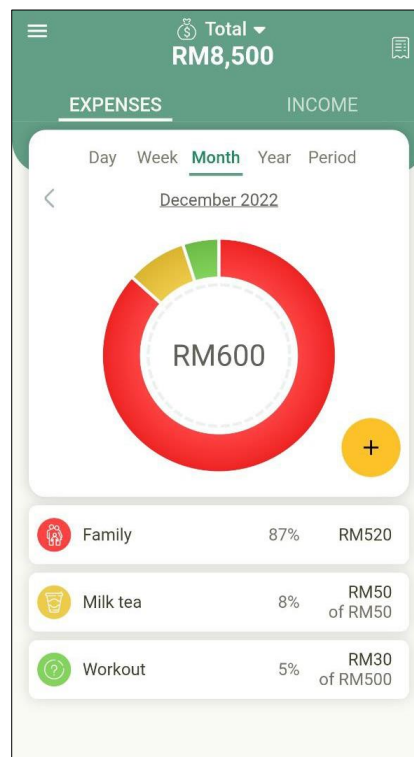 Total
RM8,500
EXPENSES INCOME
Day Week Month Year Period
December 2022
RM600
+
Family 87% RM520
Milk tea 8% RM50
of RM50
Workout 5% RM30
of RM500